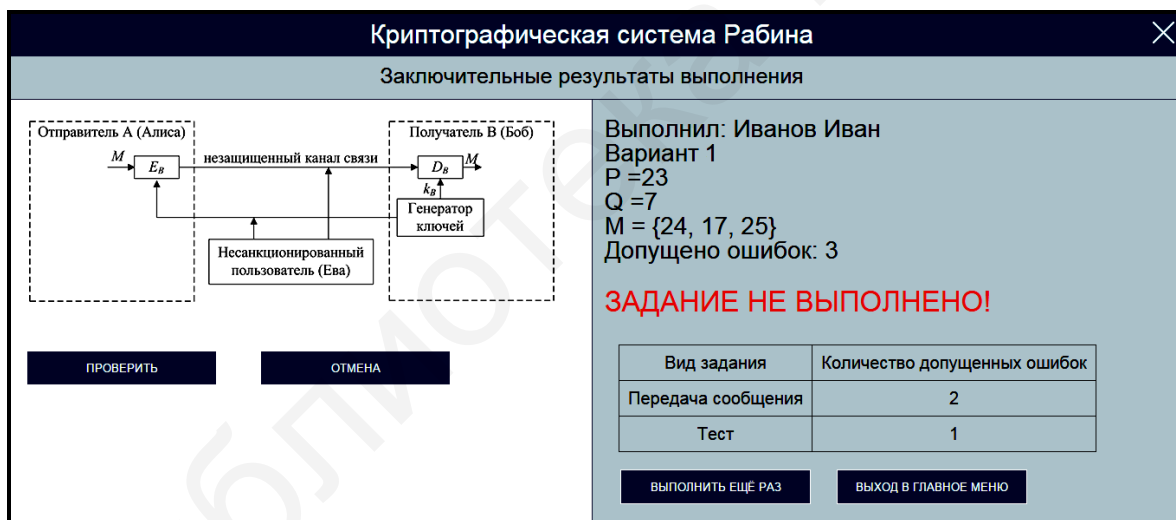 Криптографическая система Рабина
Заключительные результаты выполнения
Отправитель А (Алиса)
Получатель В (Боб)
M
E_B
незащищенный канал связи
D_B
M
k_B
Генератор
ключей
Несанкционированный
пользователь (Ева)
ПРОВЕРИТЬ
ОТМЕНА
Выполнил: Иванов Иван
Вариант 1
P =23
Q =7
M = {24, 17, 25}
Допущено ошибок: 3
ЗАДАНИЕ НЕ ВЫПОЛНЕНО!
Вид задания Количество допущенных ошибок
Передача сообщения 2
Тест 1
ВЫПОЛНИТЬ ЕЩЁ РАЗ
ВЫХОД В ГЛАВНОЕ МЕНЮ